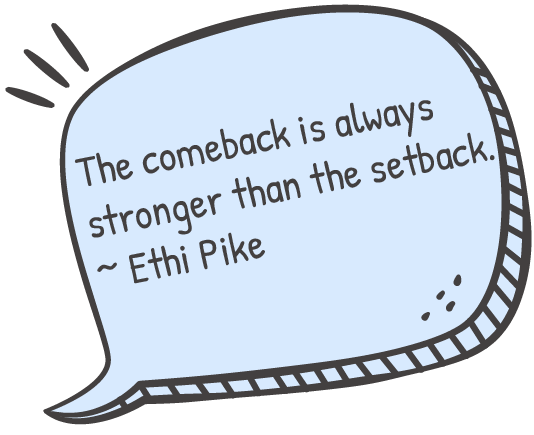 The comeback is always
stronger than the setback.
~ Ethi Pike